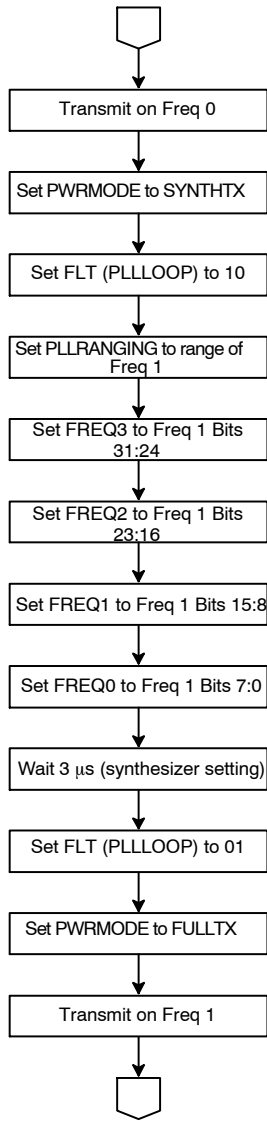 Transmit on Freq 0
Set PWRMODE to SYNTHTX
Set FLT (PLLLOOP) to 10
Set PLLRANGING to range of
Freq 1
Set FREQ3 to Freq 1 Bits
31:24
Set FREQ2 to Freq 1 Bits
23:16
Set FREQ1 to Freq 1 Bits 15:8
Set FREQ0 to Freq 1 Bits 7:0
Wait 3 μs (synthesizer setting)
Set FLT (PLLLOOP) to 01
Set PWRMODE to FULLTX
Transmit on Freq 1